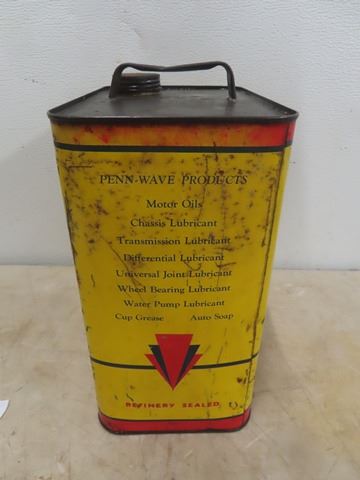 PENN-WAVE PRODUCTS
Motor Oils
Chassis Lubricant
Transmission Lubricant
Differential Lubricant
Universal Joint Lubricant
Wheel Bearing Lubricant
Water Pump Lubricant
Cup Grease Auto Soap
REFINERY SEALED